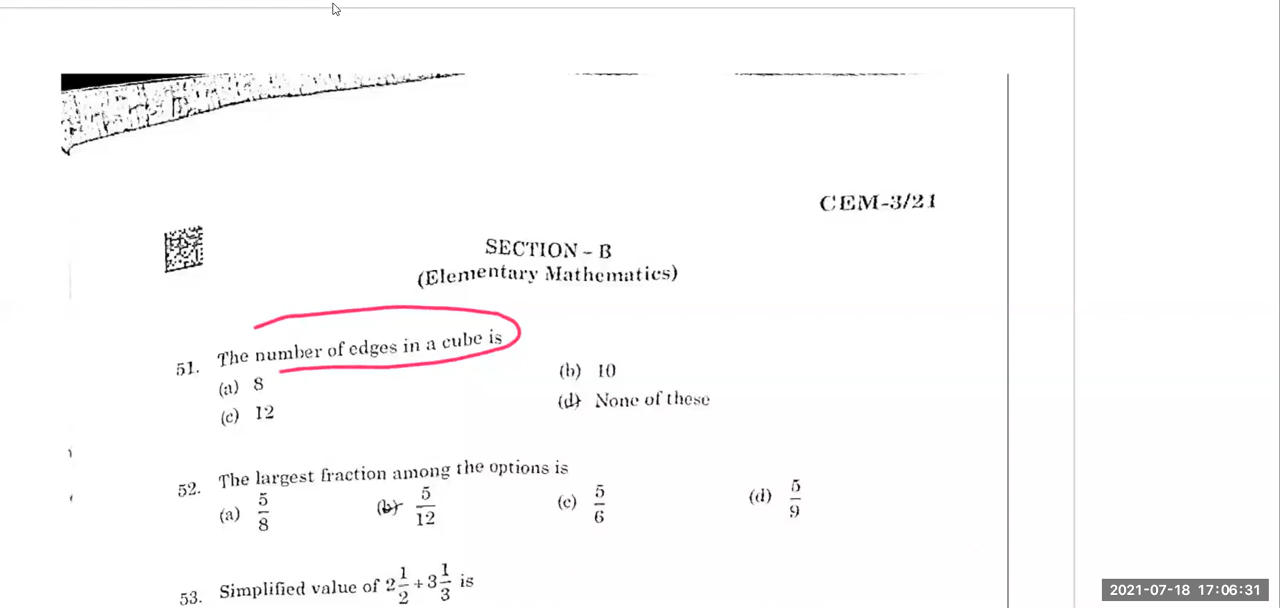 CEM-3/21
SECTION - B
(Elementary Mathematics)
51. The number of edges in a cube is
(a) 8 (b) 10
(c) 12 (d) None of these
52. The largest fraction among the options is
(a) 5/8 (b) 5/12 (c) 5/6 (d) 5/9
53. Simplified value of 2 1/2 + 3 1/3 is
2021-07-18 17:06:31